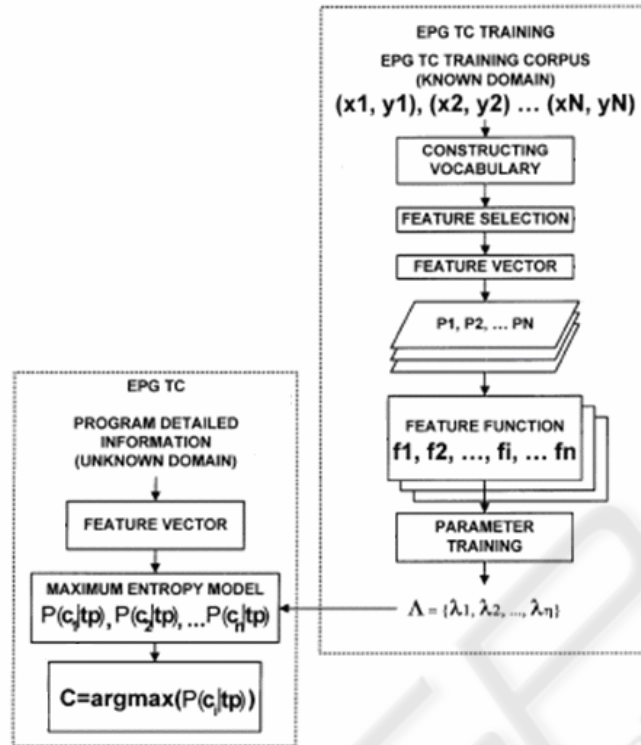 EPG TC TRAINING
EPG TC TRAINING CORPUS
(KNOWN DOMAIN)
(x1, y1), (x2, y2) ... (xN, yN)
CONSTRUCTING
VOCABULARY
FEATURE SELECTION
FEATURE VECTOR
P1, P2, ... PN
FEATURE FUNCTION
f1, f2, ..., fi, ... fn
PARAMETER
TRAINING
Λ = {λ1, λ2, ..., λη}
EPG TC
PROGRAM DETAILED
INFORMATION
(UNKNOWN DOMAIN)
FEATURE VECTOR
MAXIMUM ENTROPY MODEL
P(c₁|tp), P(c₂|tp), ... P(cₙ|tp)
C=argmax(P(cᵢ|tp))